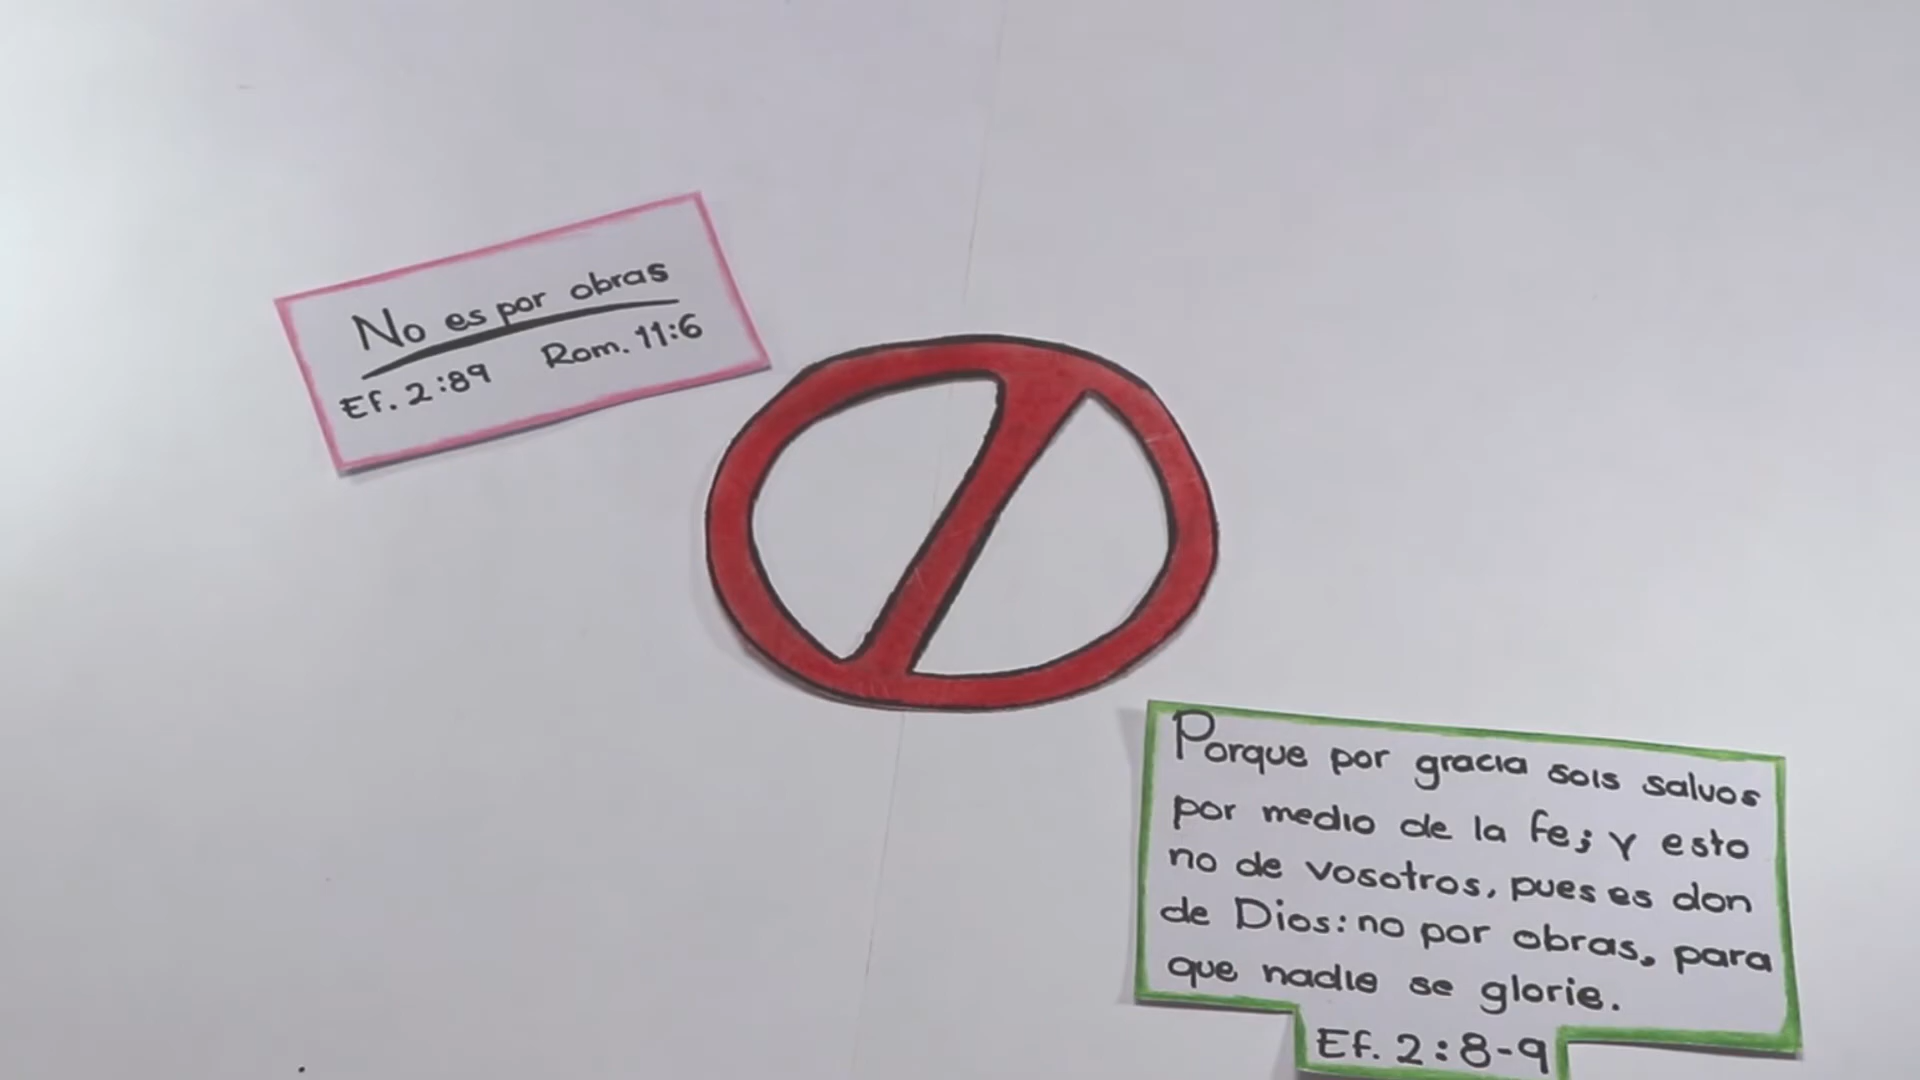 No es por obras
Ef. 2:89 Rom. 11:6
Porque por gracia sois salvos
por medio de la fe; y esto
no de vosotros, pues es don
de Dios: no por obras, para
que nadie se glorie.
Ef. 2:8-9